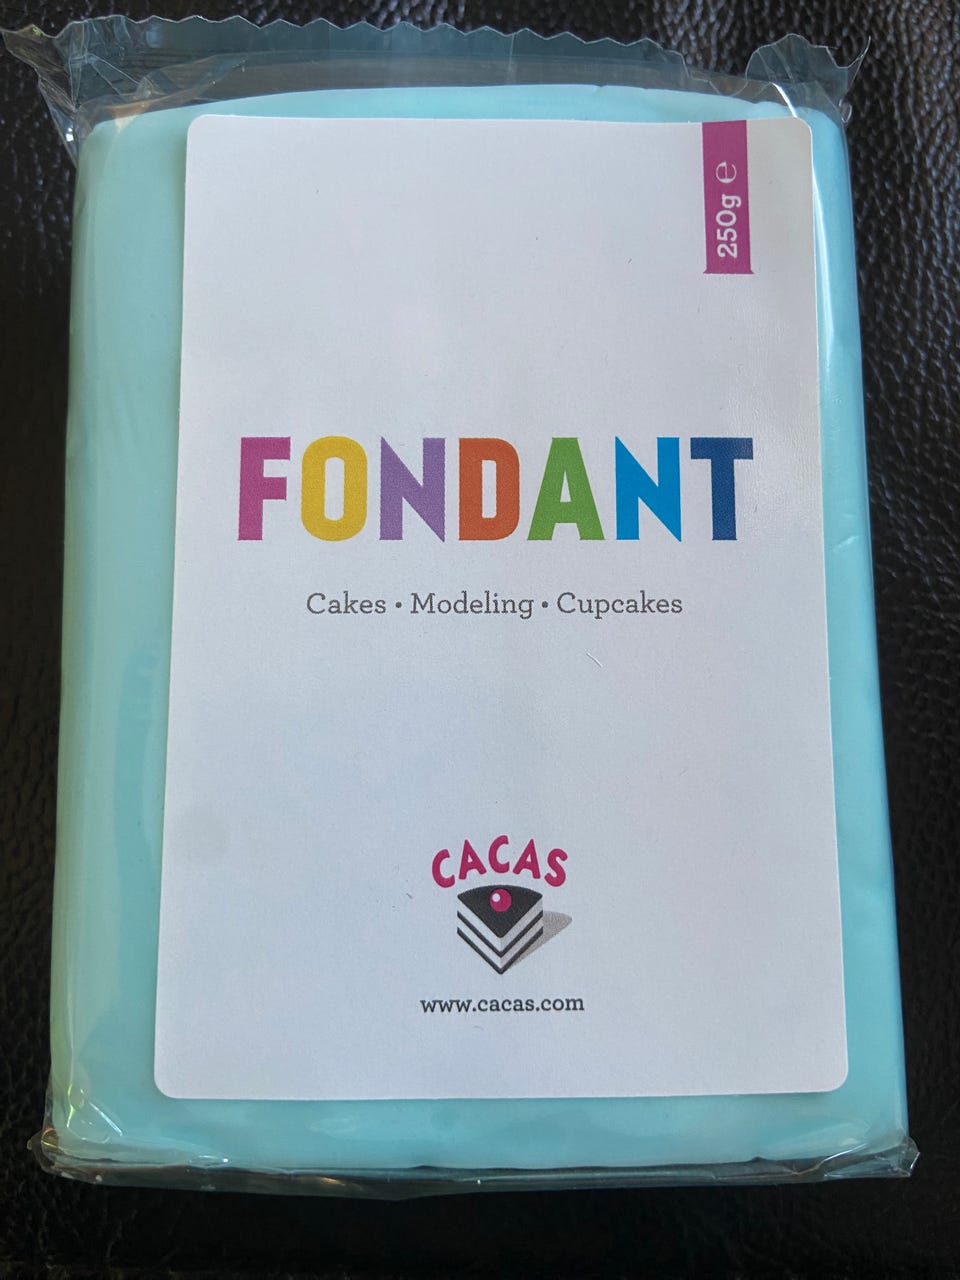 250g ℮
FONDANT
Cakes • Modeling • Cupcakes
CACAS
www.cacas.com